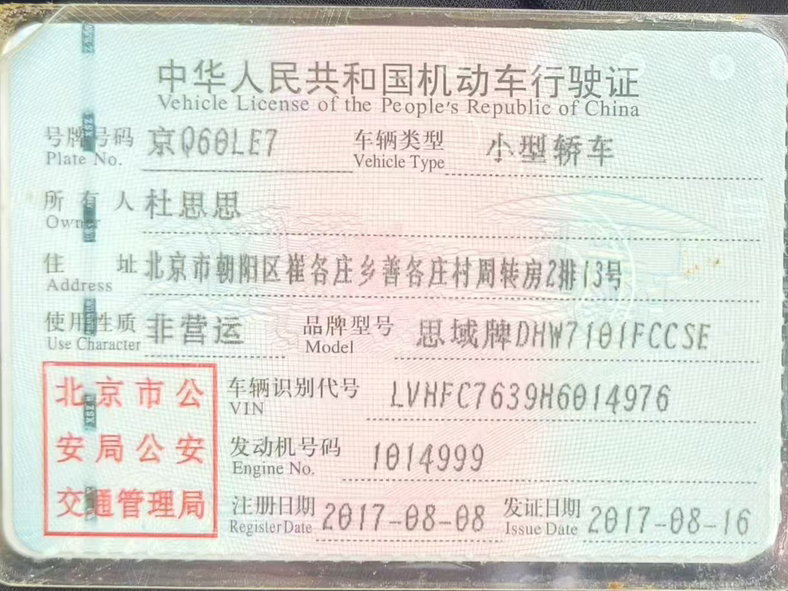 中华人民共和国机动车行驶证
Vehicle License of the People's Republic of China
号牌号码 京Q60LE7 车辆类型 小型轿车
Plate No. Vehicle Type
所有人 杜思思
Owner
住址 北京市朝阳区崔各庄乡善各庄村周转房2排13号
Address
使用性质 非营运 品牌型号 思域牌DHW7101FCCSE
Use Character Model
北京市公安局公安交通管理局
车辆识别代号 LVHFC7639H6014976
VIN
发动机号码 1014999
Engine No.
注册日期 2017-08-08 发证日期 2017-08-16
Register Date Issue Date